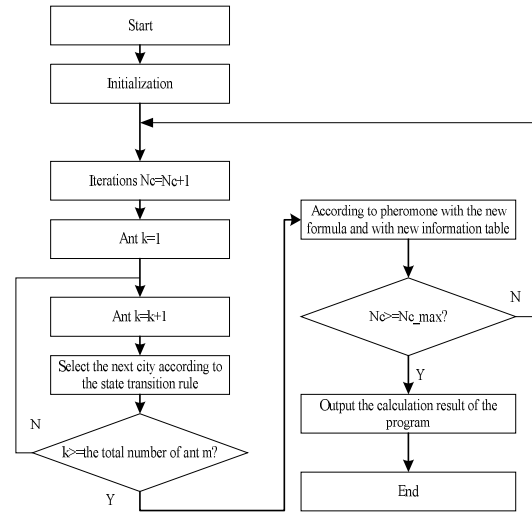 Start
Initialization
Iterations Nc=Nc+1
Ant k=1
Ant k=k+1
Select the next city according to
the state transition rule
N
k>=the total number of ant m?
Y
According to pheromone with the new
formula and with new information table
N
Nc>=Nc_max?
Y
Output the calculation result of the
program
End